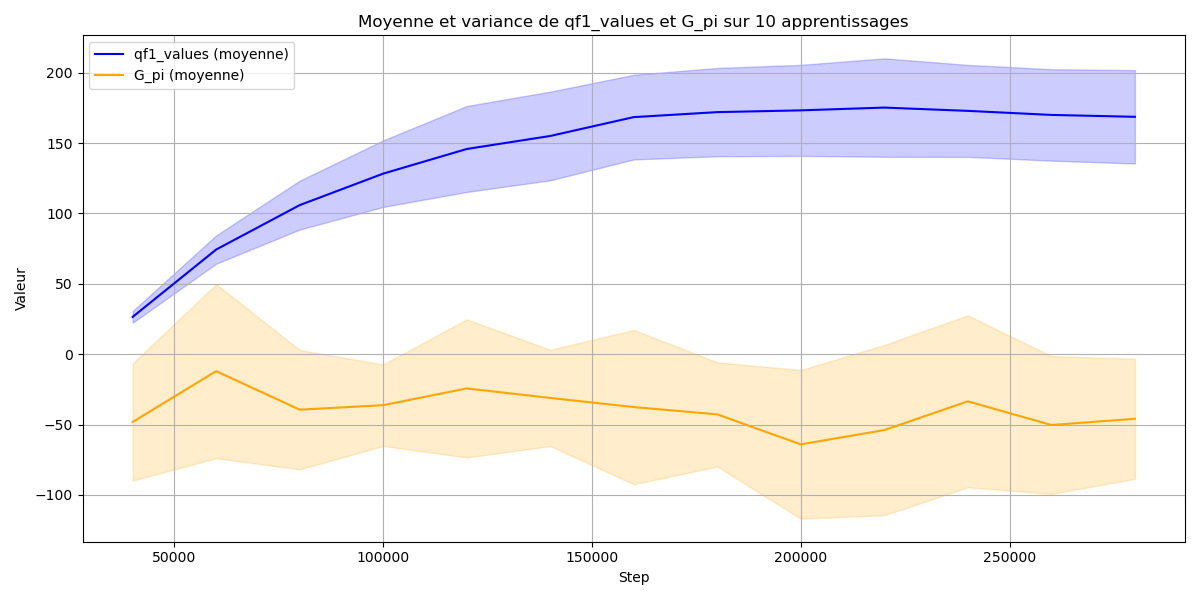 Moyenne et variance de qf1_values et G_pi sur 10 apprentissages
qf1_values (moyenne)
G_pi (moyenne)
Valeur
200
150
100
50
0
−50
−100
50000
100000
150000
200000
250000
Step